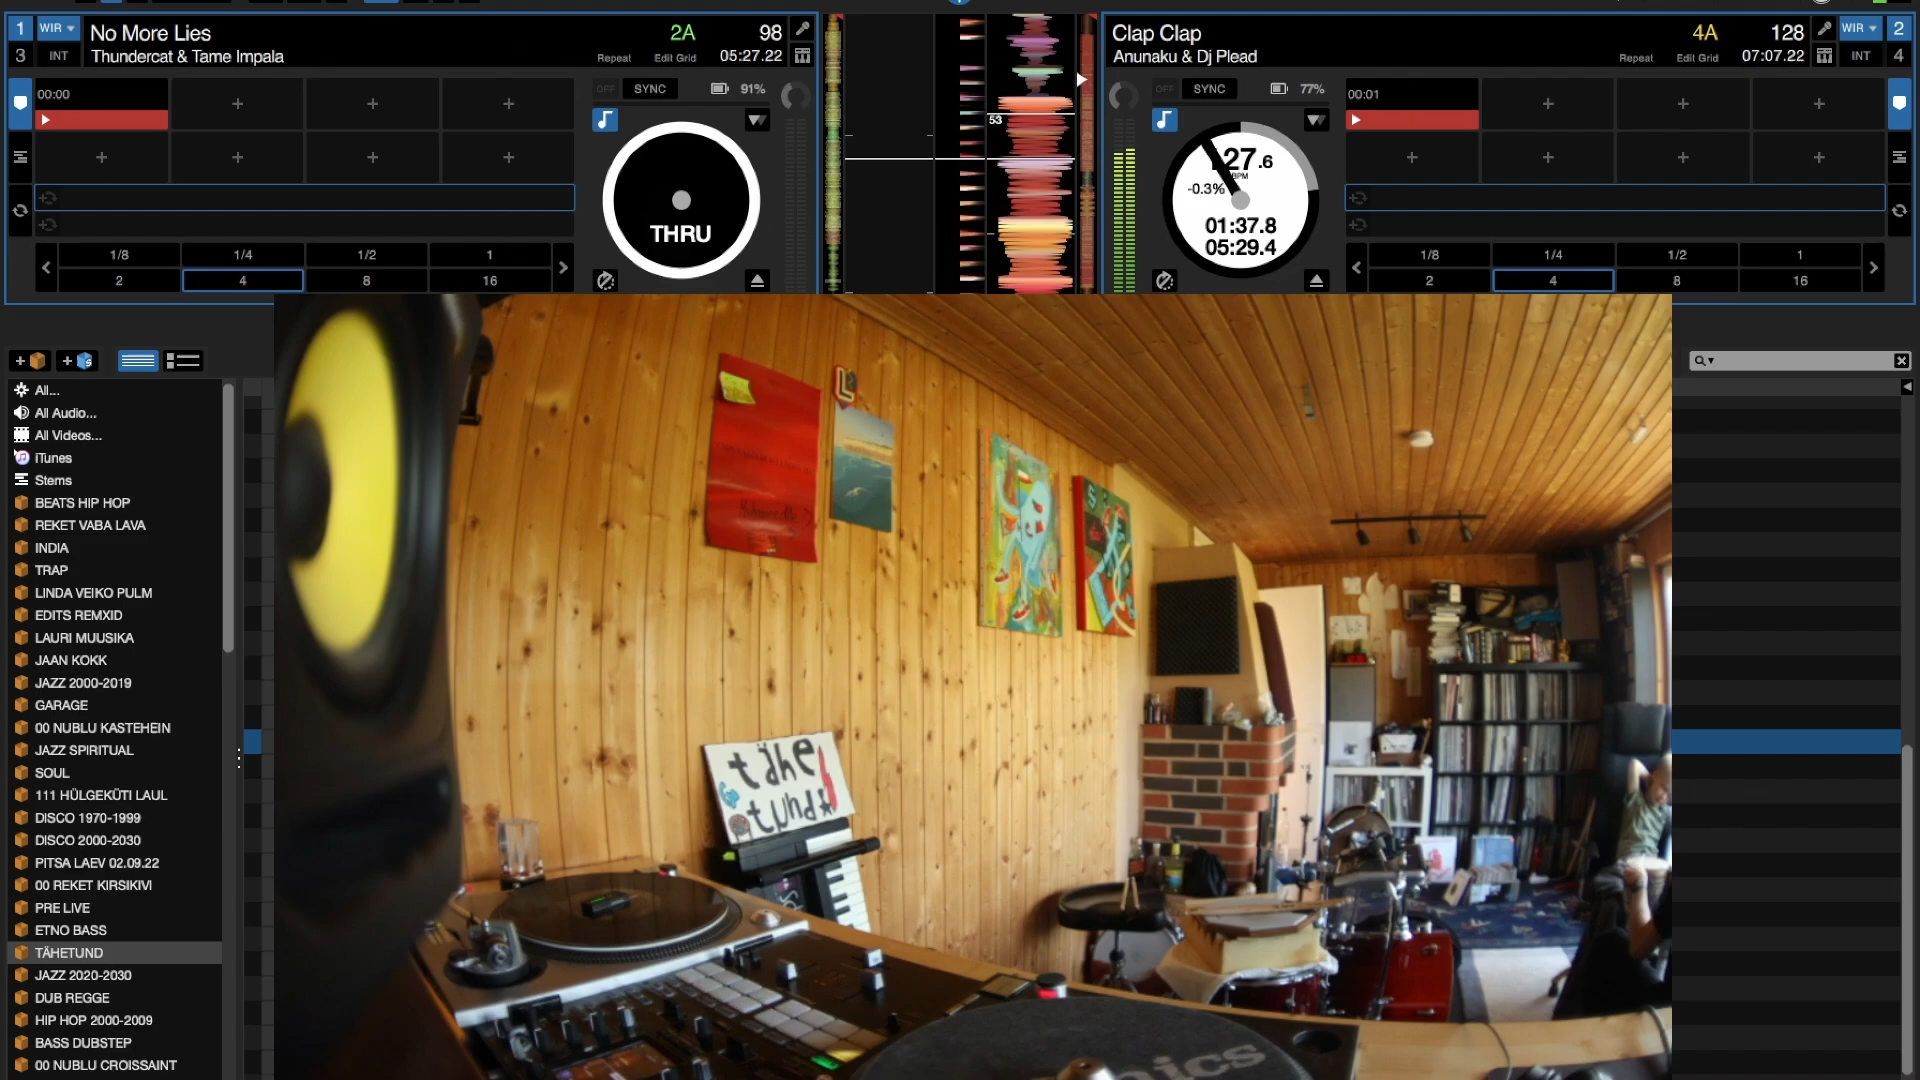 1 WIR No More Lies 2A 98
3 INT Thundercat & Tame Impala Repeat Edit Grid 05:27.22
00:00
OFF SYNC 91%
THRU
1/8 1/4 1/2 1
2 4 8 16
53
Clap Clap 4A 128 WIR 2
Anunaku & Dj Plead Repeat Edit Grid 07:07.22 INT 4
OFF SYNC 77%
00:01
27.6
BPM
-0.3%
01:37.8
05:29.4
1/8 1/4 1/2 1
2 4 8 16
All...
All Audio...
All Videos...
iTunes
Stems
BEATS HIP HOP
REKET VABA LAVA
INDIA
TRAP
LINDA VEIKO PULM
EDITS REMXID
LAURI MUUSIKA
JAAN KOKK
JAZZ 2000-2019
GARAGE
00 NUBLU KASTEHEIN
JAZZ SPIRITUAL
SOUL
111 HÜLGEKÜTI LAUL
DISCO 1970-1999
DISCO 2000-2030
PITSA LAEV 02.09.22
00 REKET KIRSIKIVI
PRE LIVE
ETNO BASS
TÄHETUND
JAZZ 2020-2030
DUB REGGE
HIP HOP 2000-2009
BASS DUBSTEP
00 NUBLU CROISSAINT
tähe
tund